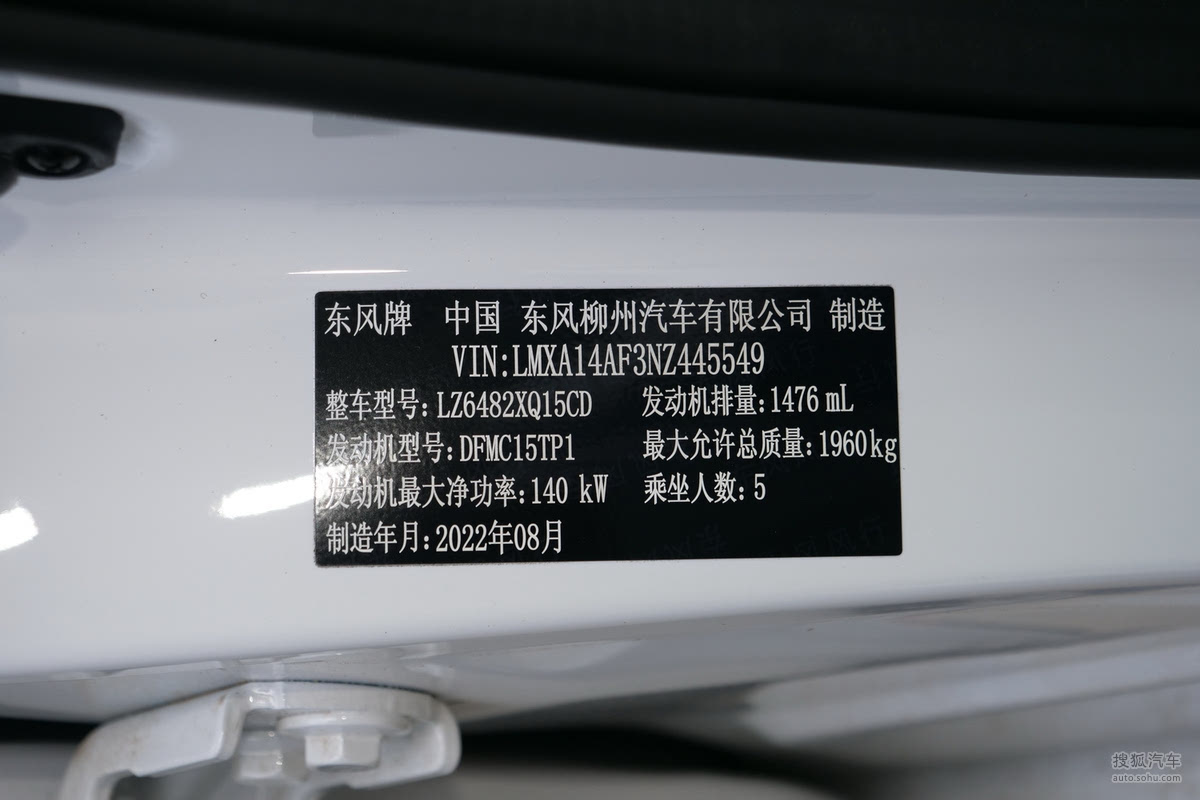 东风牌 中国 东风柳州汽车有限公司 制造
VIN:LMXA14AF3NZ445549
整车型号:LZ6482XQ15CD 发动机排量:1476 mL
发动机型号:DFMC15TP1 最大允许总质量:1960kg
发动机最大净功率:140 kW 乘坐人数:5
制造年月:2022年08月
搜狐汽车
auto.sohu.com